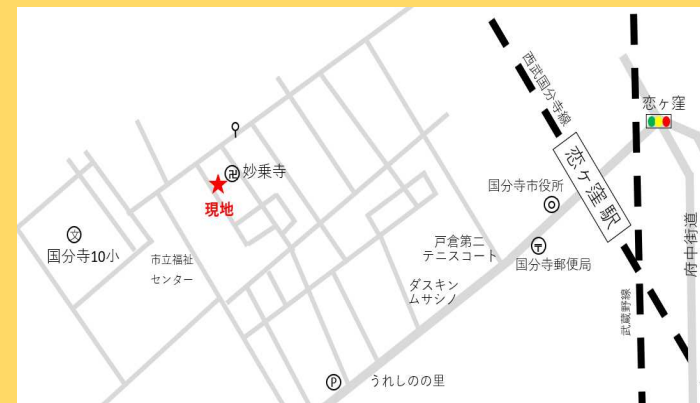 西武国分寺線
恋ヶ窪
恋ヶ窪駅
卍
妙乗寺
現地
国分寺市役所
文
国分寺10小
市立福祉
センター
戸倉第二
テニスコート
〒
国分寺郵便局
府中街道
ダスキン
ムサシノ
武蔵野線
P
うれしのの里